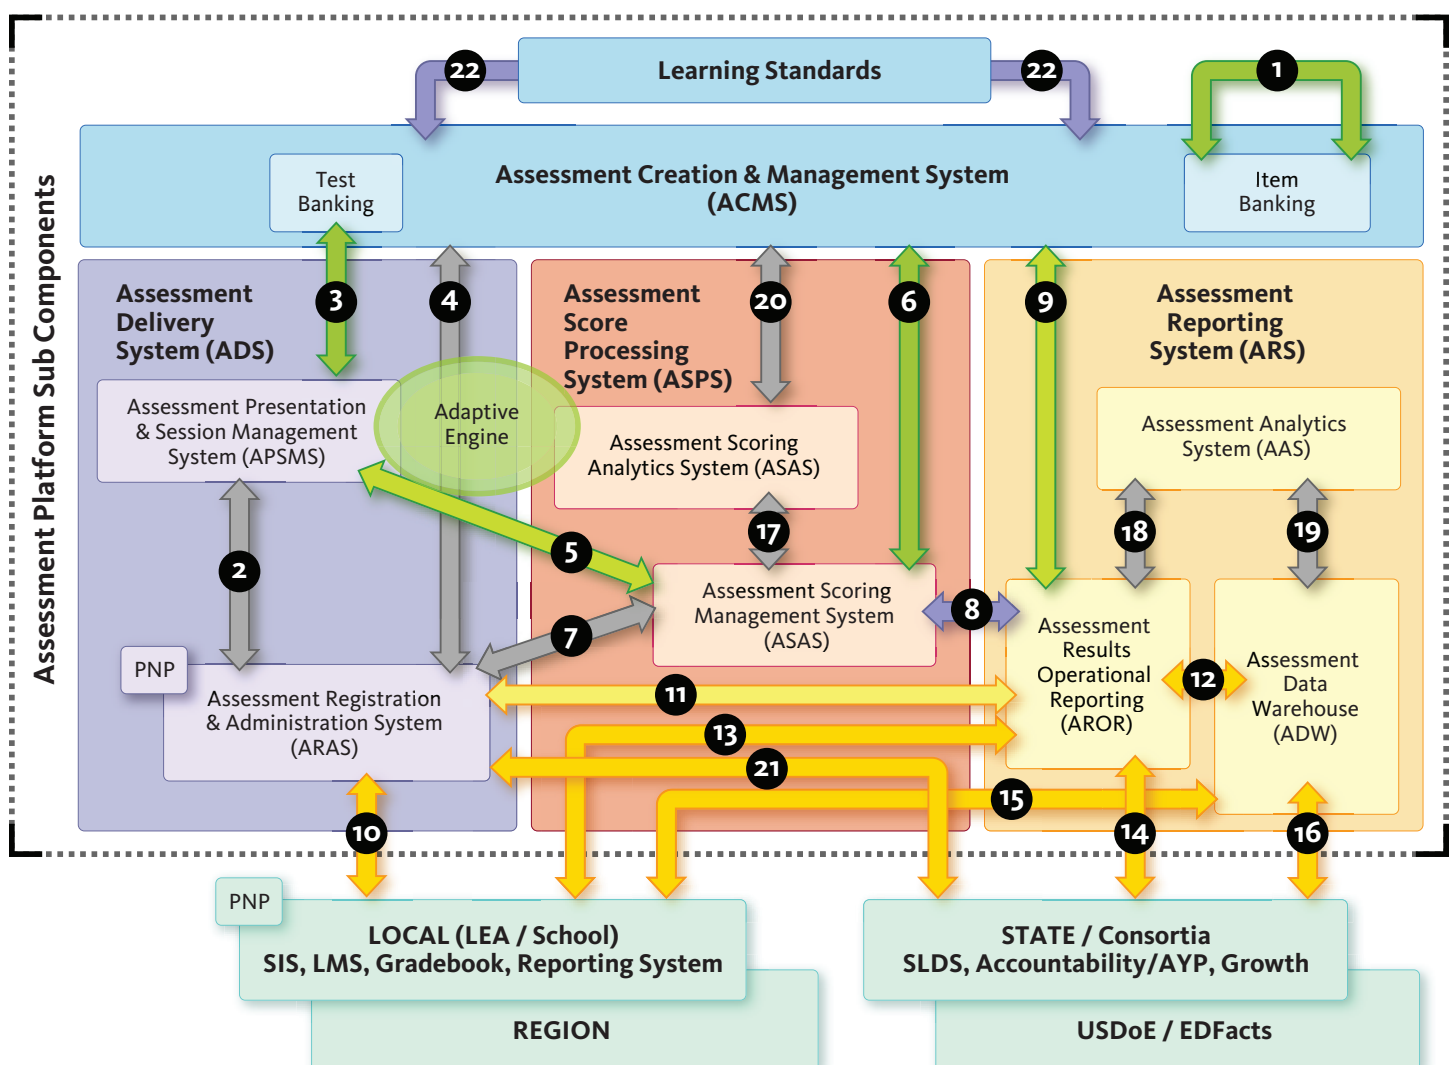 Assessment Platform Sub Components
22
Learning Standards
22
1
Test
Banking
Assessment Creation & Management System
(ACMS)
Item
Banking
3
4
20
6
9
Assessment
Delivery
System (ADS)
Assessment
Score
Processing
System (ASPS)
Assessment
Reporting
System (ARS)
Assessment Presentation
& Session Management
System (APSMS)
Adaptive
Engine
Assessment Scoring
Analytics System (ASAS)
Assessment Analytics
System (AAS)
2
5
17
18
19
Assessment Scoring
Management System
(ASAS)
7
8
Assessment
Results
Operational
Reporting
(AROR)
12
Assessment
Data
Warehouse
(ADW)
PNP
Assessment Registration
& Administration System
(ARAS)
11
13
21
15
10
14
16
PNP
LOCAL (LEA / School)
SIS, LMS, Gradebook, Reporting System
REGION
STATE / Consortia
SLDS, Accountability/AYP, Growth
USDoE / EDFacts